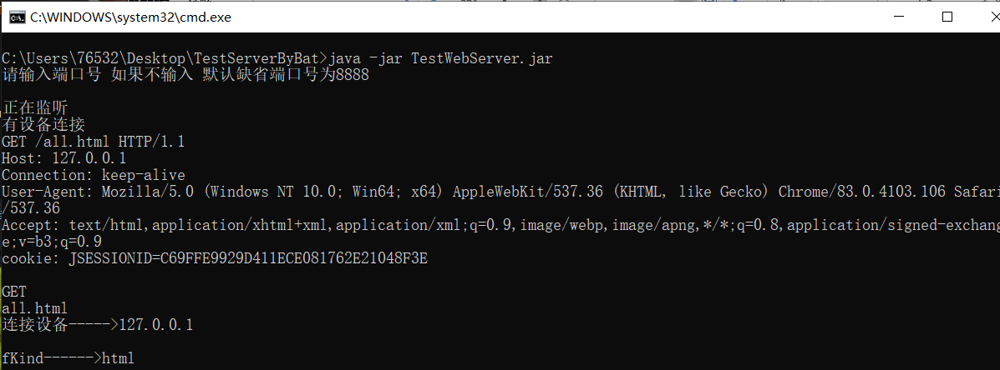 C:\WINDOWS\system32\cmd.exe
C:\Users\76532\Desktop\TestServerByBat>java -jar TestWebServer.jar
请输入端口号 如果不输入 默认缺省端口号为8888
正在监听
有设备连接
GET /all.html HTTP/1.1
Host: 127.0.0.1
Connection: keep-alive
User-Agent: Mozilla/5.0 (Windows NT 10.0; Win64; x64) AppleWebKit/537.36 (KHTML, like Gecko) Chrome/83.0.4103.106 Safari
/537.36
Accept: text/html,application/xhtml+xml,application/xml;q=0.9,image/webp,image/apng,*/*;q=0.8,application/signed-exchang
e;v=b3;q=0.9
cookie: JSESSIONID=C69FFE9929D411ECE081762E21048F3E
GET
all.html
连接设备----->127.0.0.1
fKind------>html